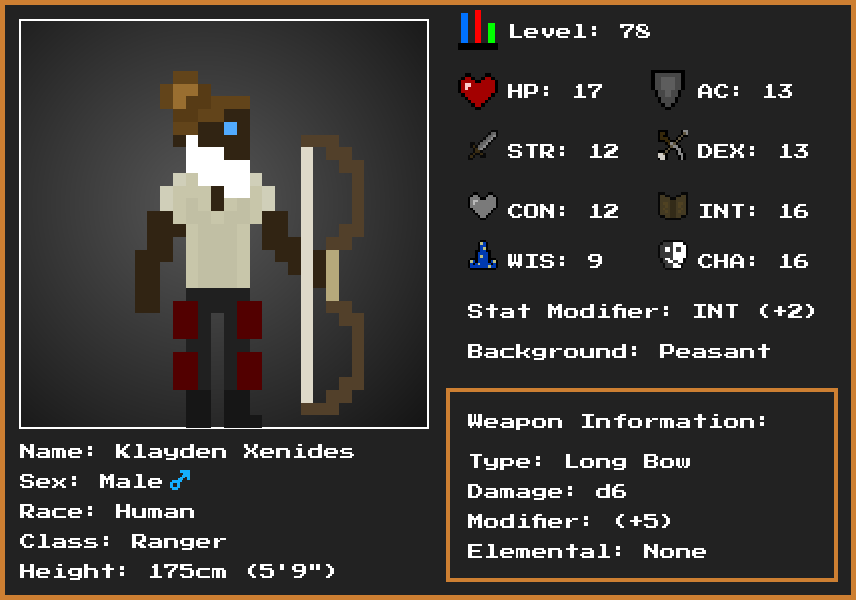 Level: 78
HP: 17 AC: 13
STR: 12 DEX: 13
CON: 12 INT: 16
WIS: 9 CHA: 16
Stat Modifier: INT (+2)
Background: Peasant
Weapon Information:
Type: Long Bow
Damage: d6
Modifier: (+5)
Elemental: None
Name: Klayden Xenides
Sex: Male ♂
Race: Human
Class: Ranger
Height: 175cm (5'9")